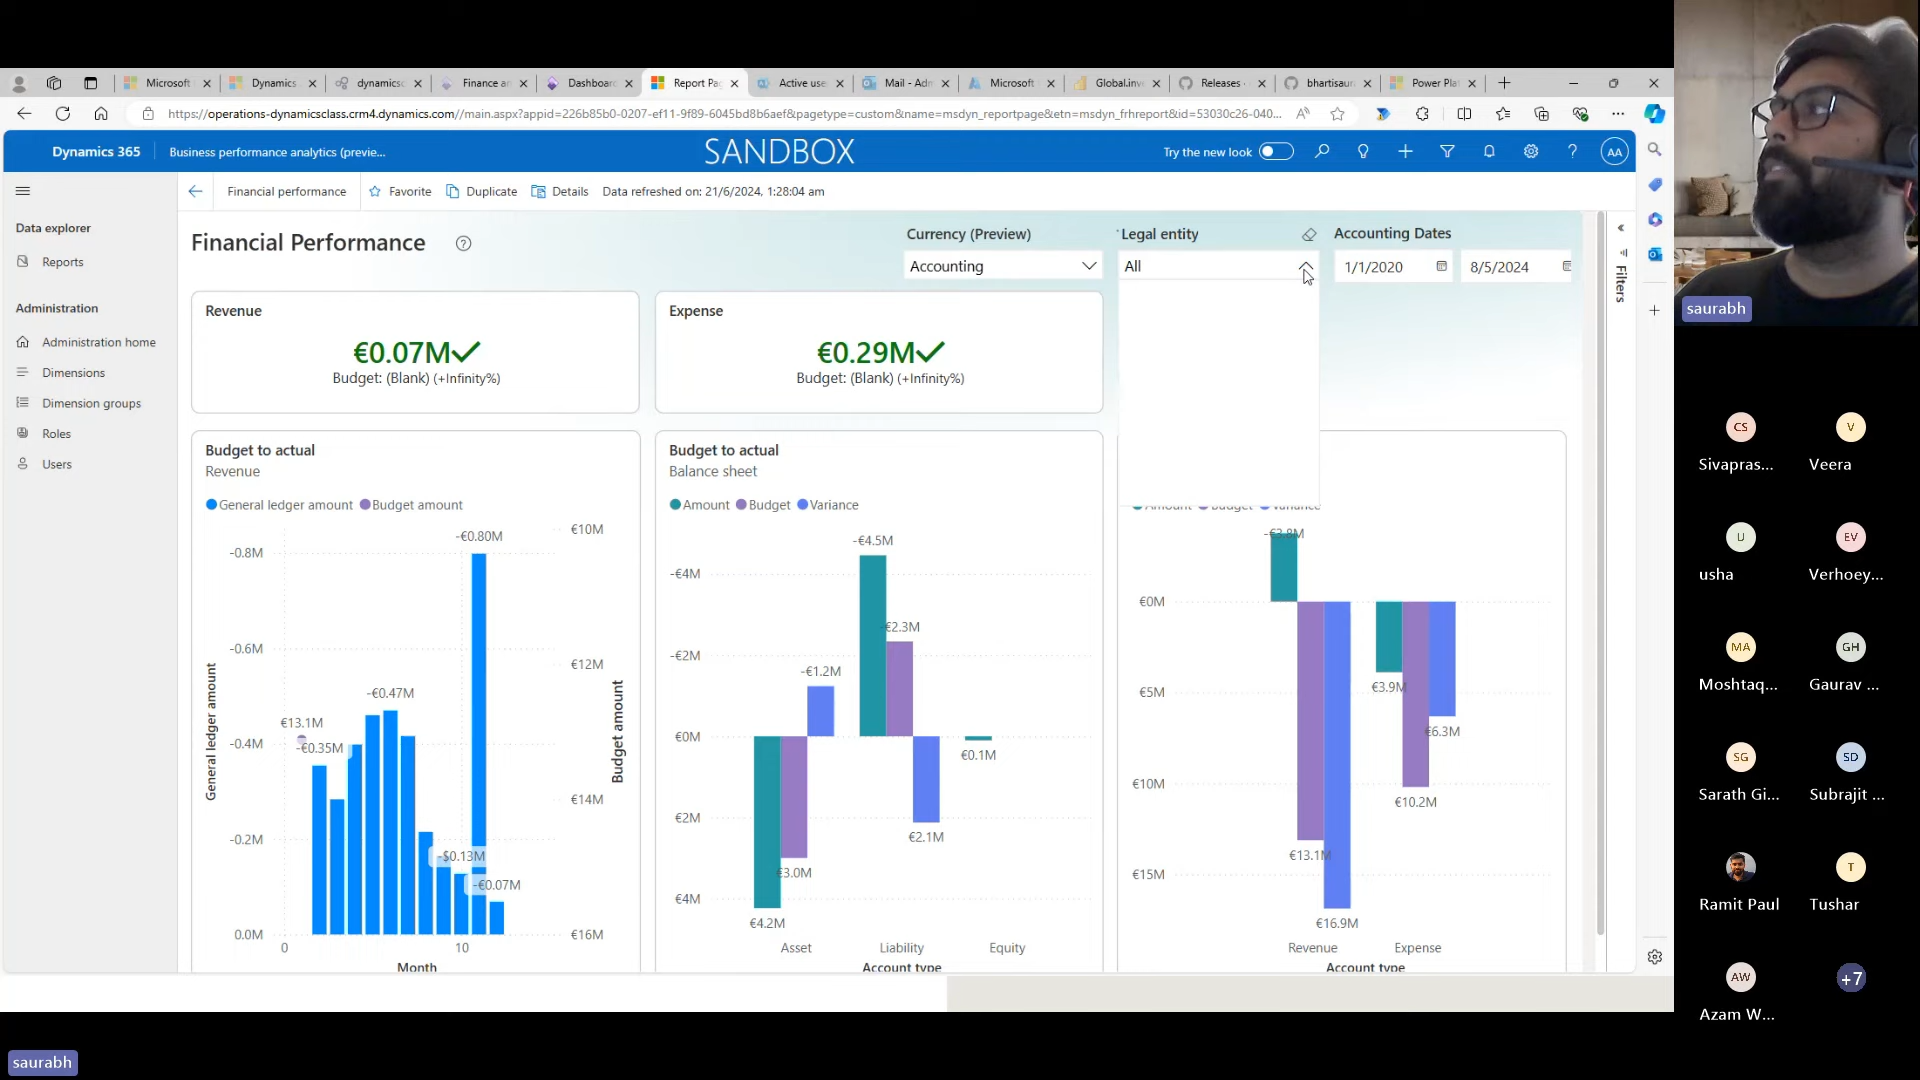 Microsoft
Dynamics
dynamicsc
Finance an
Dashboard
Report Pag
Active use
Mail - Adm
Microsoft
Global.inve
Releases ·
bhartisaur
Power Plat
https://operations-dynamicsclass.crm4.dynamics.com//main.aspx?appid=226b85b0-0207-ef11-9f89-6045bd8b6aef&pagetype=custom&name=msdyn_reportpage&etn=msdyn_frhreport&id=53030c26-040...
Dynamics 365
Business performance analytics (previe...
SANDBOX
Try the new look
AA
Financial performance
Favorite
Duplicate
Details
Data refreshed on: 21/6/2024, 1:28:04 am
Data explorer
Reports
Administration
Administration home
Dimensions
Dimension groups
Roles
Users
Financial Performance
Currency (Preview)
Accounting
Legal entity
All
Accounting Dates
1/1/2020
8/5/2024
Filters
Revenue
€0.07M
Budget: (Blank) (+Infinity%)
Expense
€0.29M
Budget: (Blank) (+Infinity%)
Budget to actual
Revenue
General ledger amount
Budget amount
-0.8M
-0.6M
-0.4M
-0.2M
0.0M
General ledger amount
€13.1M
-€0.35M
-€0.47M
-€0.80M
-$0.13M
-€0.07M
€10M
€12M
€14M
€16M
Budget amount
0
10
Month
Budget to actual
Balance sheet
Amount
Budget
Variance
-€4M
-€2M
€0M
€2M
€4M
-€4.5M
-€2.3M
-€1.2M
€0.1M
€2.1M
€3.0M
€4.2M
Asset
Liability
Equity
Account type
Amount
Budget
Variance
€0M
€5M
€10M
€15M
-€3.8M
€3.9M
€6.3M
€10.2M
€13.1M
€16.9M
Revenue
Expense
Account type
saurabh
CS
Sivapras...
V
Veera
U
usha
EV
Verhoey...
MA
Moshtaq...
GH
Gaurav ...
SG
Sarath Gi...
SD
Subrajit ...
Ramit Paul
T
Tushar
AW
Azam W...
+7
saurabh